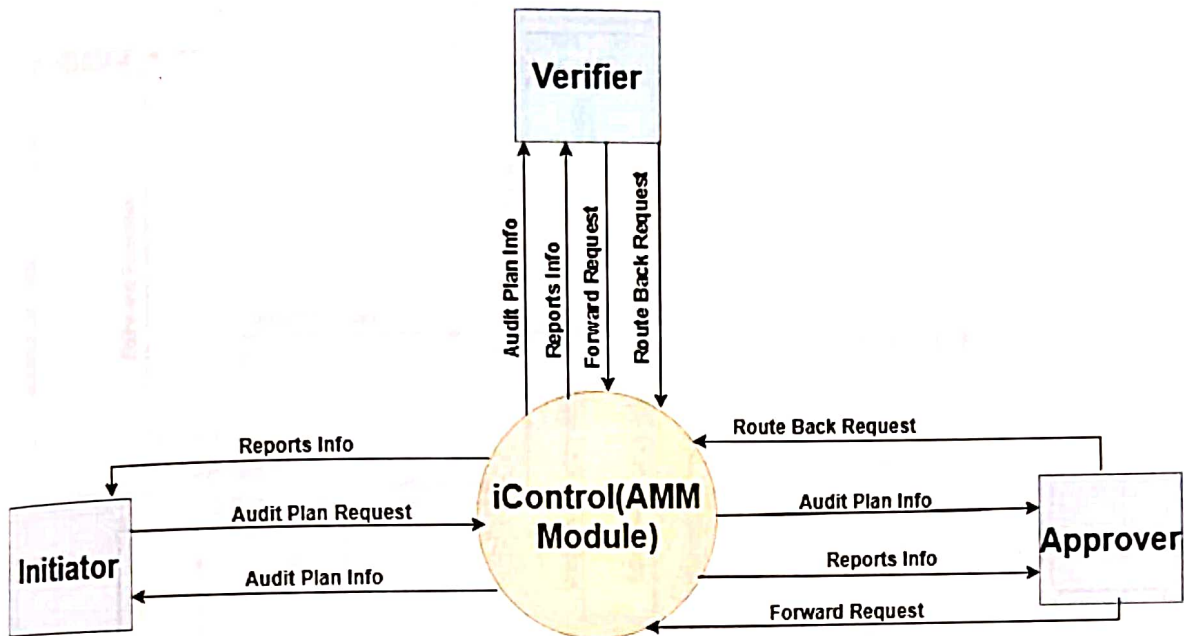 Verifier
Audit Plan Info
Reports Info
Forward Request
Route Back Request
Reports Info
Route Back Request
iControl(AMM
Module)
Audit Plan Request
Audit Plan Info
Initiator
Audit Plan Info
Approver
Reports Info
Forward Request